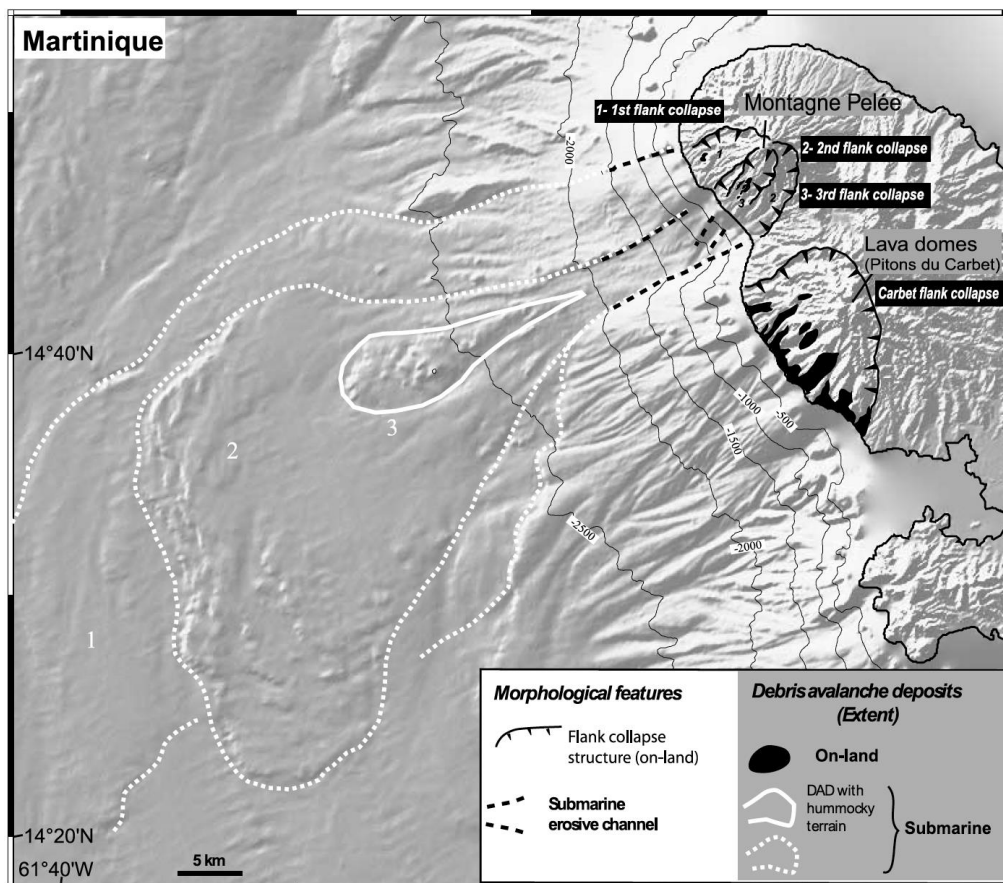 Martinique
1- 1st flank collapse
Montagne Pelée
2- 2nd flank collapse
3- 3rd flank collapse
1
2
3
Lava domes
(Pitons du Carbet)
Carbet flank collapse
-2000
14°40'N
-1000
-500
-1500
3
2
-2500
-2000
1
Morphological features
Flank collapse
structure (on-land)
Submarine
erosive channel
Debris avalanche deposits
(Extent)
On-land
DAD with
hummocky
terrain
Submarine
14°20'N
61°40'W
5 km